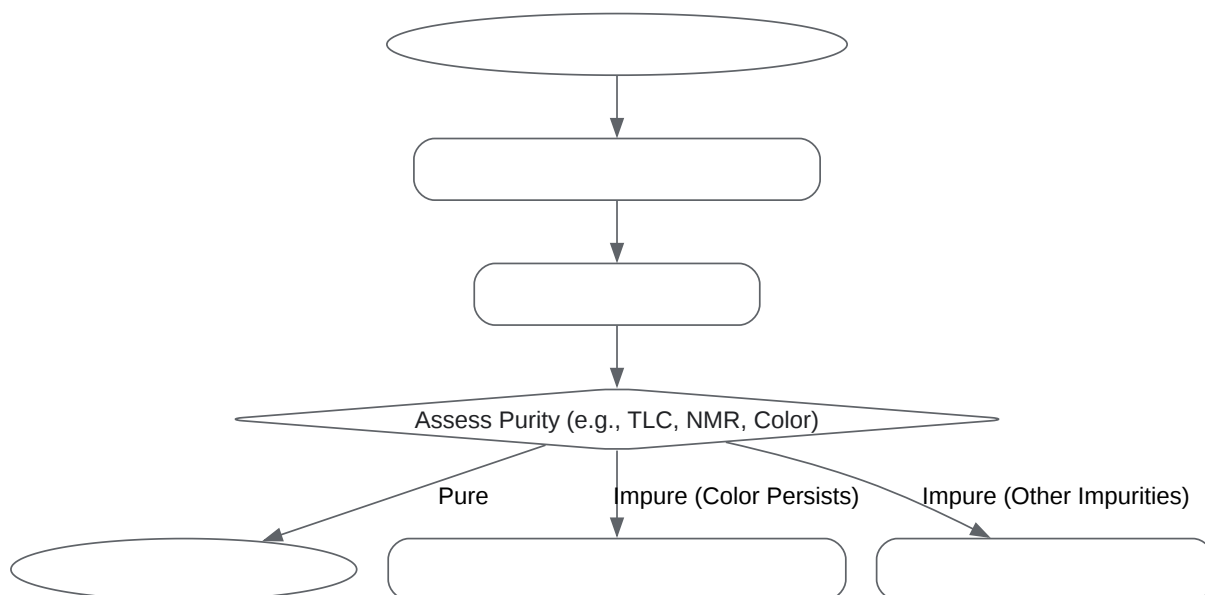 Assess Purity (e.g., TLC, NMR, Color)
Pure
Impure (Color Persists)
Impure (Other Impurities)